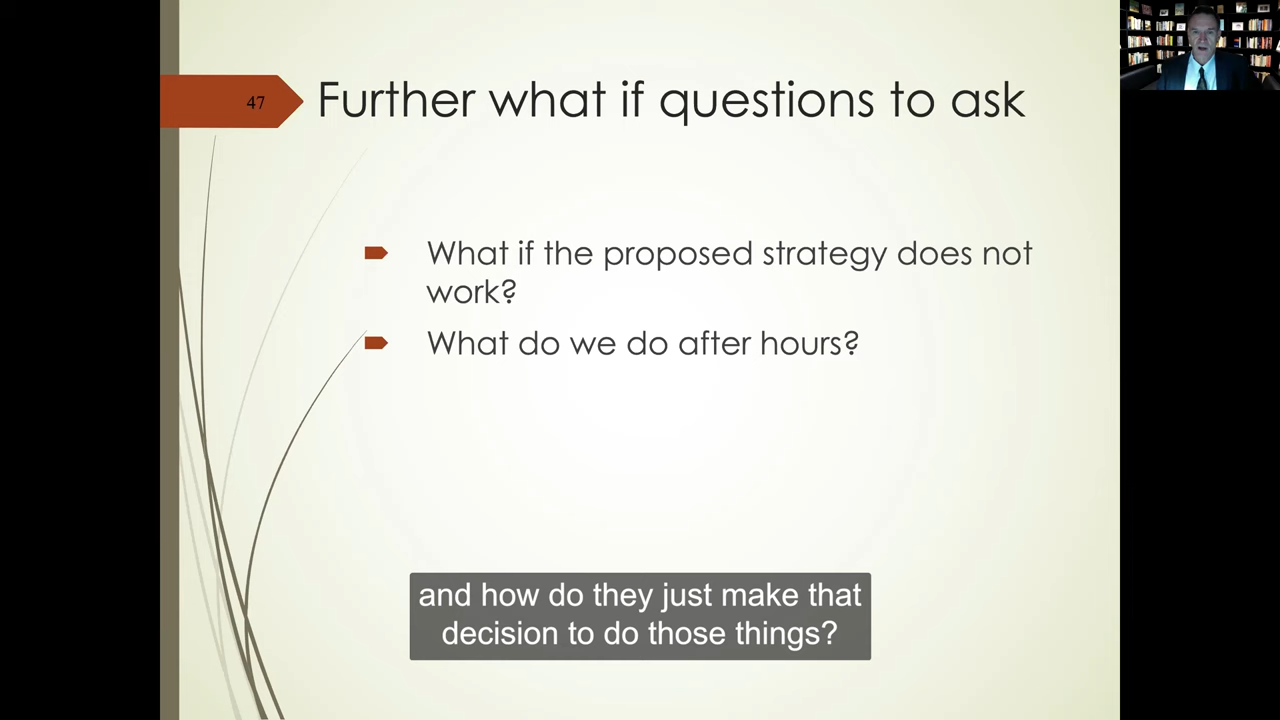 47
Further what if questions to ask
What if the proposed strategy does not
work?
What do we do after hours?
and how do they just make that
decision to do those things?